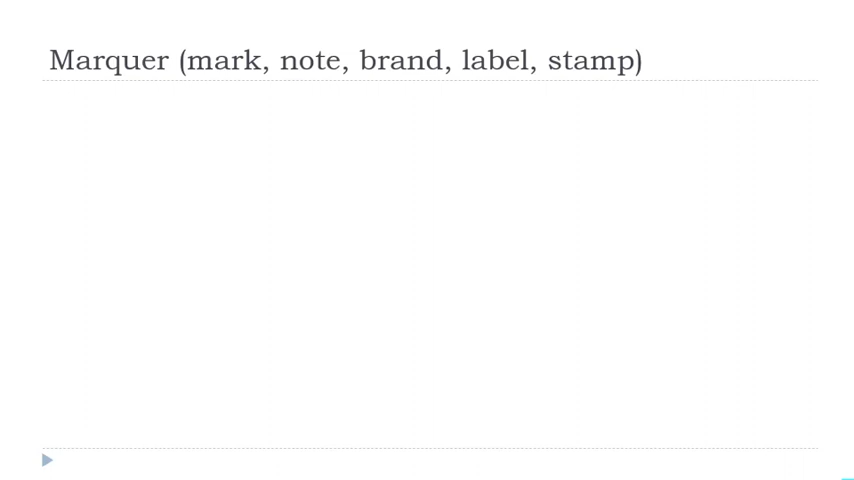 Marquer (mark, note, brand, label, stamp)